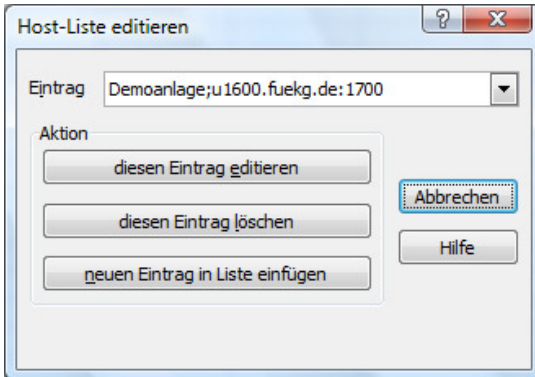 Host-Liste editieren
Eintrag Demoanlage;u1600.fuekg.de:1700
Aktion
diesen Eintrag editieren
diesen Eintrag löschen
neuen Eintrag in Liste einfügen
Abbrechen
Hilfe